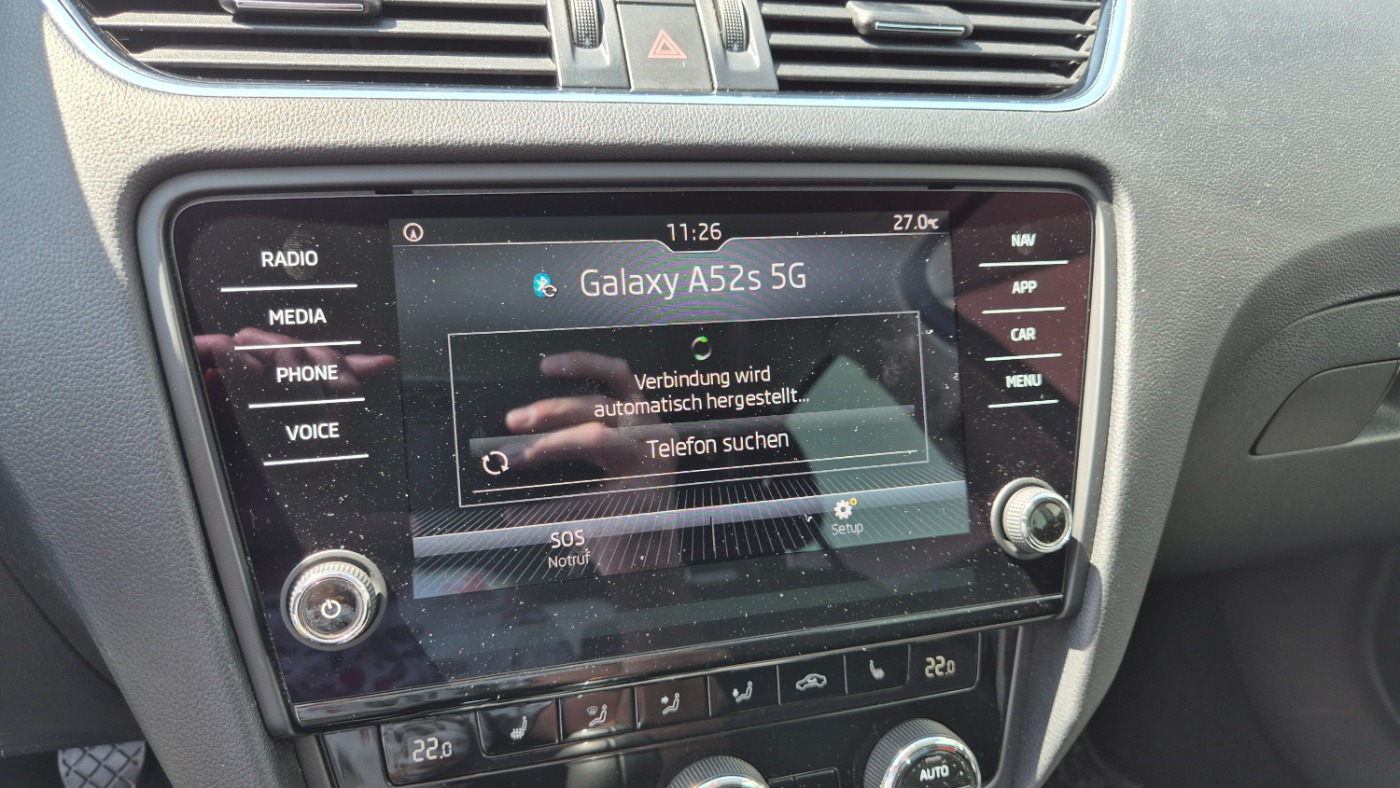 11:26
27.0°C
RADIO
MEDIA
PHONE
VOICE
Galaxy A52s 5G
Verbindung wird
automatisch hergestellt...
Telefon suchen
SOS
Notruf
Setup
NAV
APP
CAR
MENU
22.0
22.0
AUTO